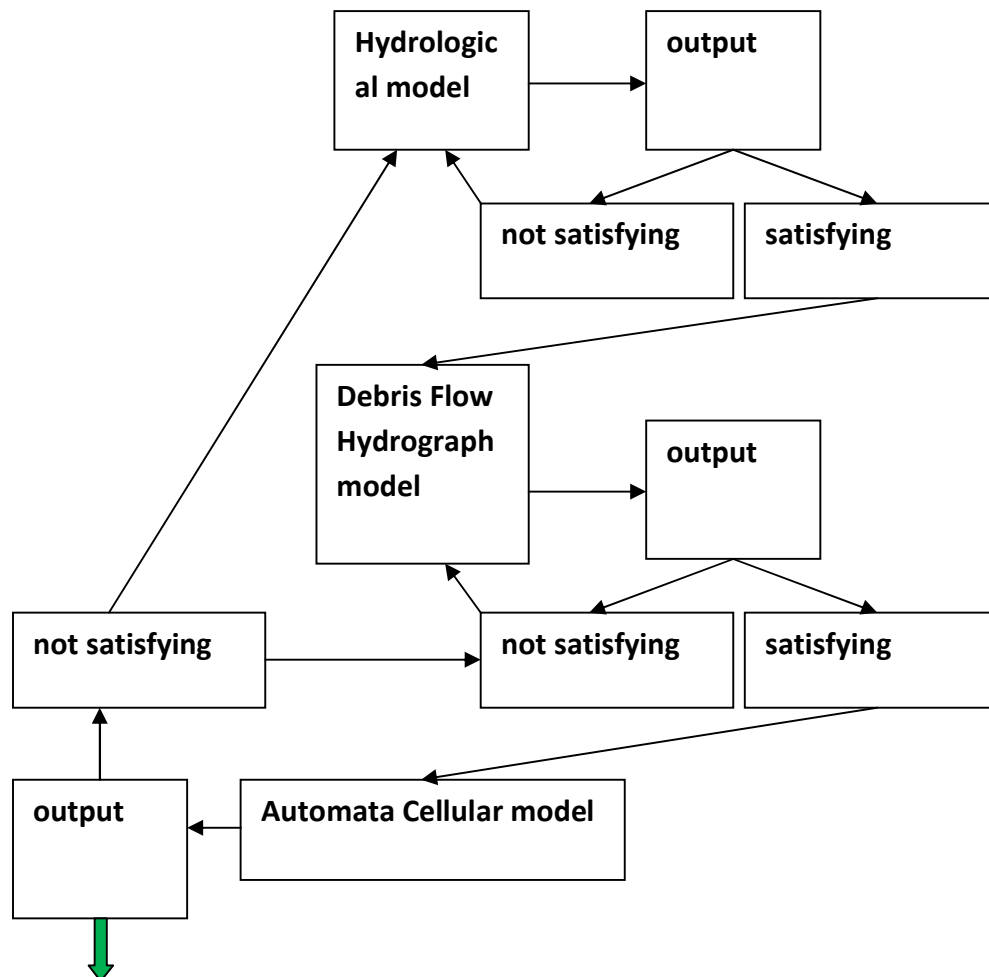 Hydrologic
al model
output
not satisfying
satisfying
Debris Flow
Hydrograph
model
output
not satisfying
not satisfying
satisfying
output
Automata Cellular model